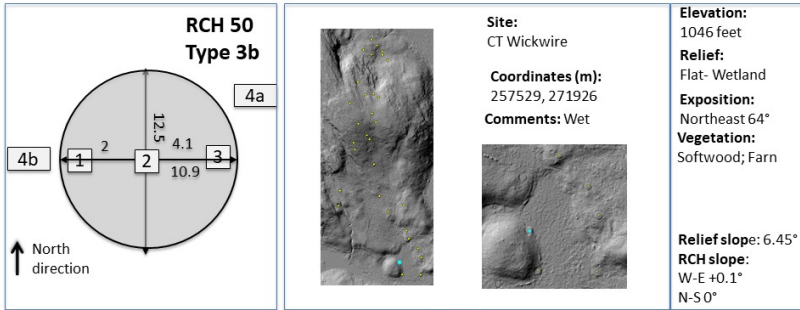 RCH 50
Type 3b
4a
12.5
2
4.1
4b
1
2
3
10.9
North
direction
Site:
CT Wickwire
Coordinates (m):
257529, 271926
Comments: Wet
Elevation:
1046 feet
Relief:
Flat- Wetland
Exposition:
Northeast 64°
Vegetation:
Softwood; Farn
Relief slope: 6.45°
RCH slope:
W-E +0.1°
N-S 0°